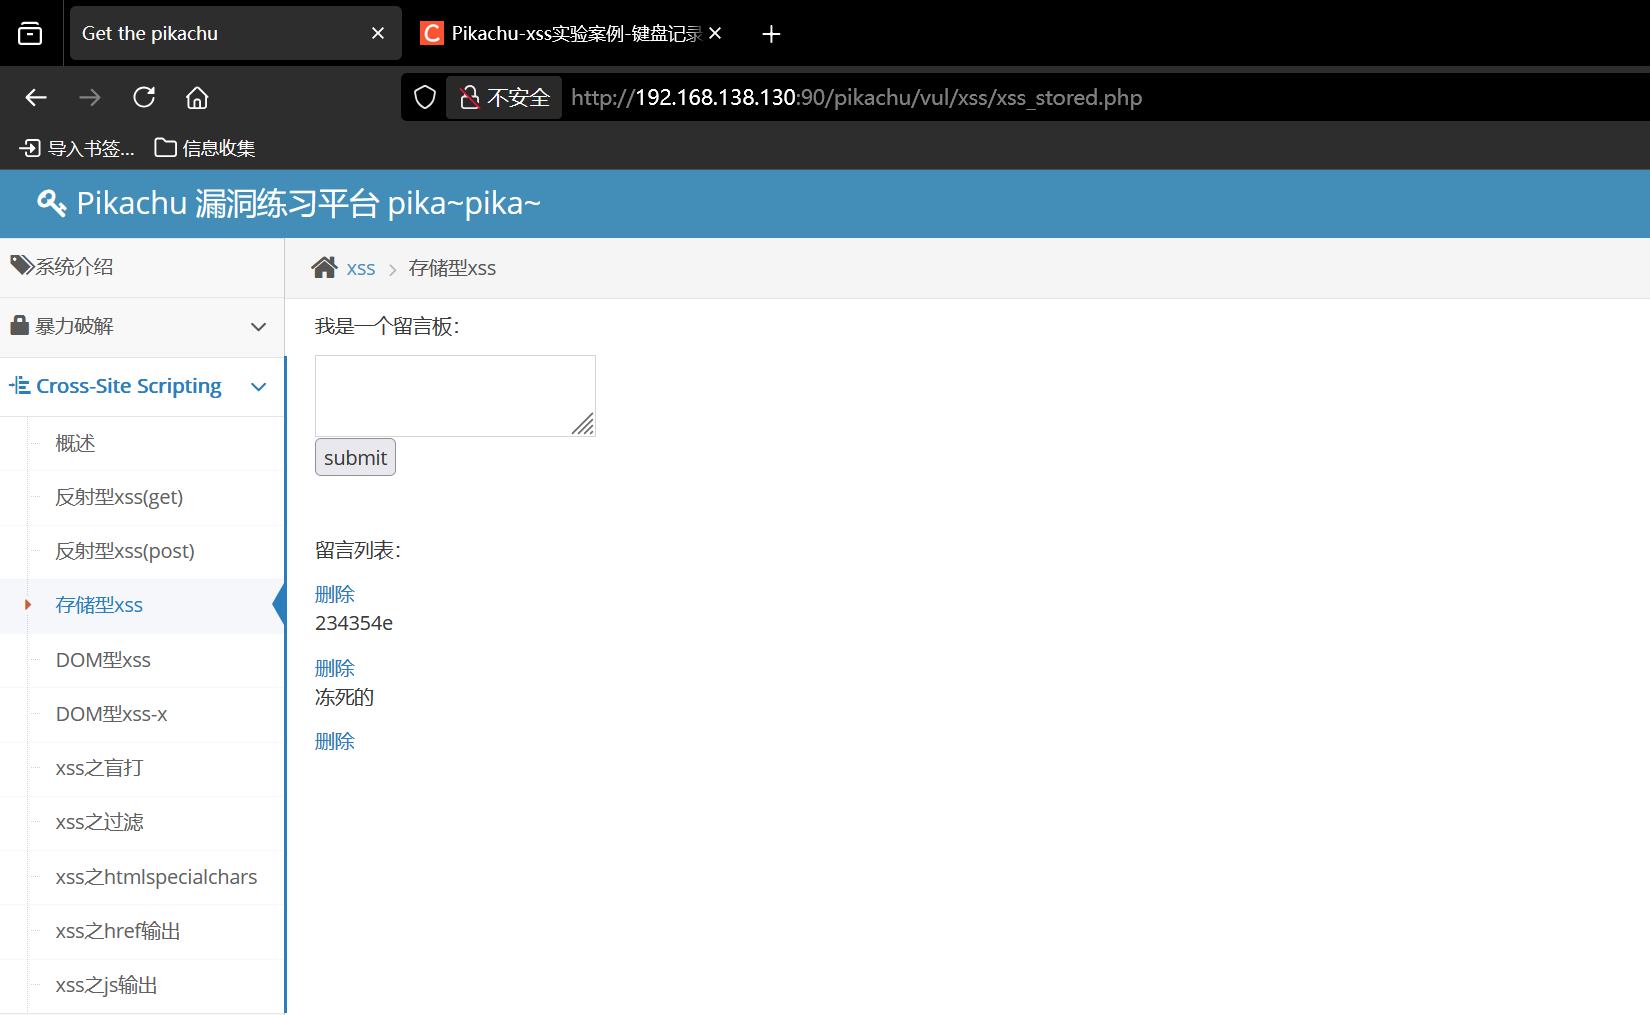 Get the pikachu
Pikachu-xss实验案例-键盘记录
不安全 http://192.168.138.130:90/pikachu/vul/xss/xss_stored.php
导入书签... 信息收集
Pikachu 漏洞练习平台 pika~pika~
系统介绍
xss > 存储型xss
暴力破解
Cross-Site Scripting
概述
反射型xss(get)
反射型xss(post)
存储型xss
DOM型xss
DOM型xss-x
xss之盲打
xss之过滤
xss之htmlspecialchars
xss之href输出
xss之js输出
我是一个留言板：
submit
留言列表：
删除
234354e
删除
冻死的
删除